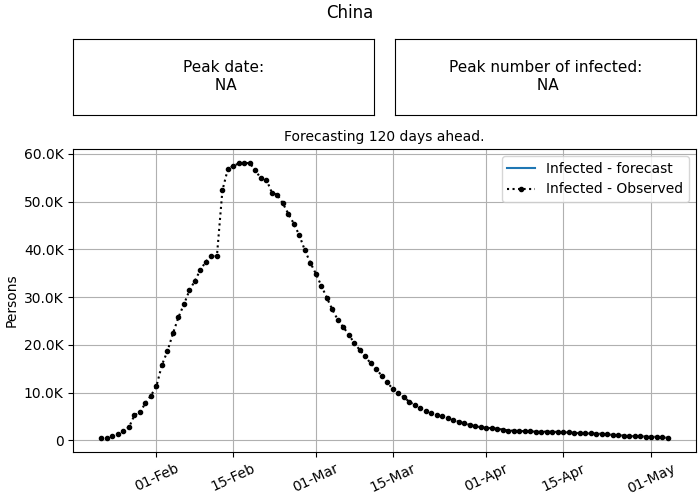 China
Peak date:
NA
Peak number of infected:
NA
Forecasting 120 days ahead.
Infected - forecast
Infected - Observed
Persons
60.0K
50.0K
40.0K
30.0K
20.0K
10.0K
0
01-Feb
15-Feb
01-Mar
15-Mar
01-Apr
15-Apr
01-May